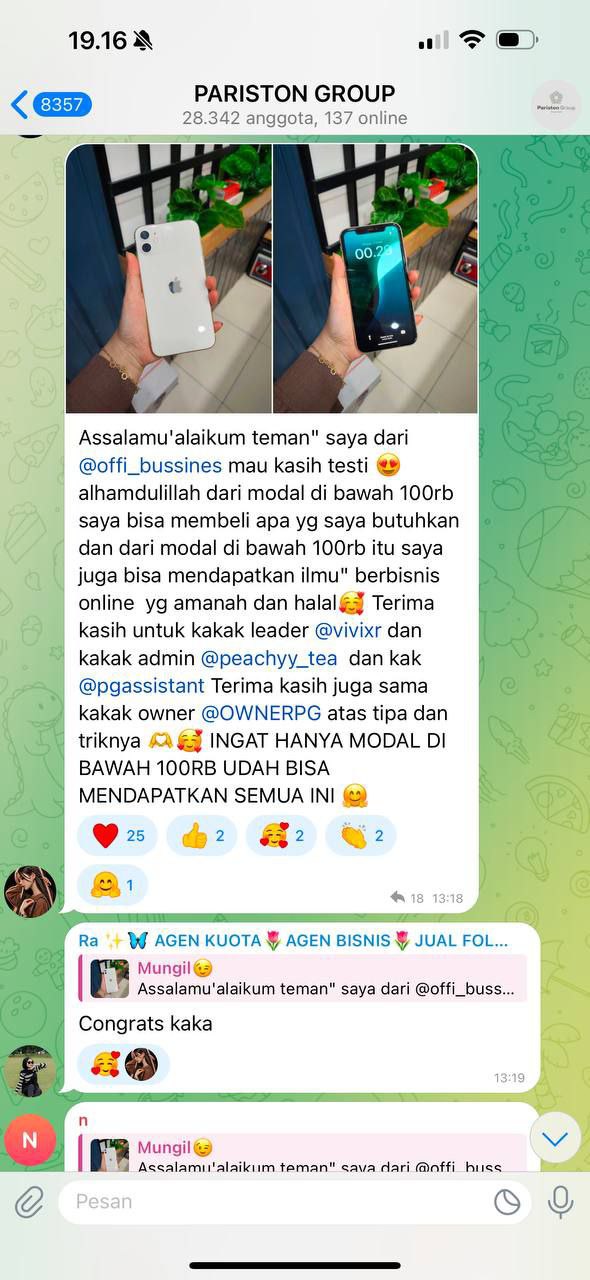 19.16
8357
PARISTON GROUP
28.342 anggota, 137 online
Pariston Group
00.29
Assalamu'alaikum teman" saya dari
@offi_bussines mau kasih testi 😍
alhamdulillah dari modal di bawah 100rb
saya bisa membeli apa yg saya butuhkan
dan dari modal di bawah 100rb itu saya
juga bisa mendapatkan ilmu" berbisnis
online yg amanah dan halal🥰 Terima
kasih untuk kakak leader @vivixr dan
kakak admin @peachyy_tea dan kak
@pgassistant Terima kasih juga sama
kakak owner @OWNERPG atas tipa dan
triknya 🫶🥰 INGAT HANYA MODAL DI
BAWAH 100RB UDAH BISA
MENDAPATKAN SEMUA INI 🤗
❤️ 25 👍 2 🥰 2 👏 2
🤗 1
18 13:18
Ra ✨🦋 AGEN KUOTA🌷AGEN BISNIS🌷JUAL FOL...
Mungil😉
Assalamu'alaikum teman" saya dari @offi_buss...
Congrats kaka
13:19
n
N
Mungil😉
Assalamu'alaikum teman" saya dari @offi_buss
Pesan